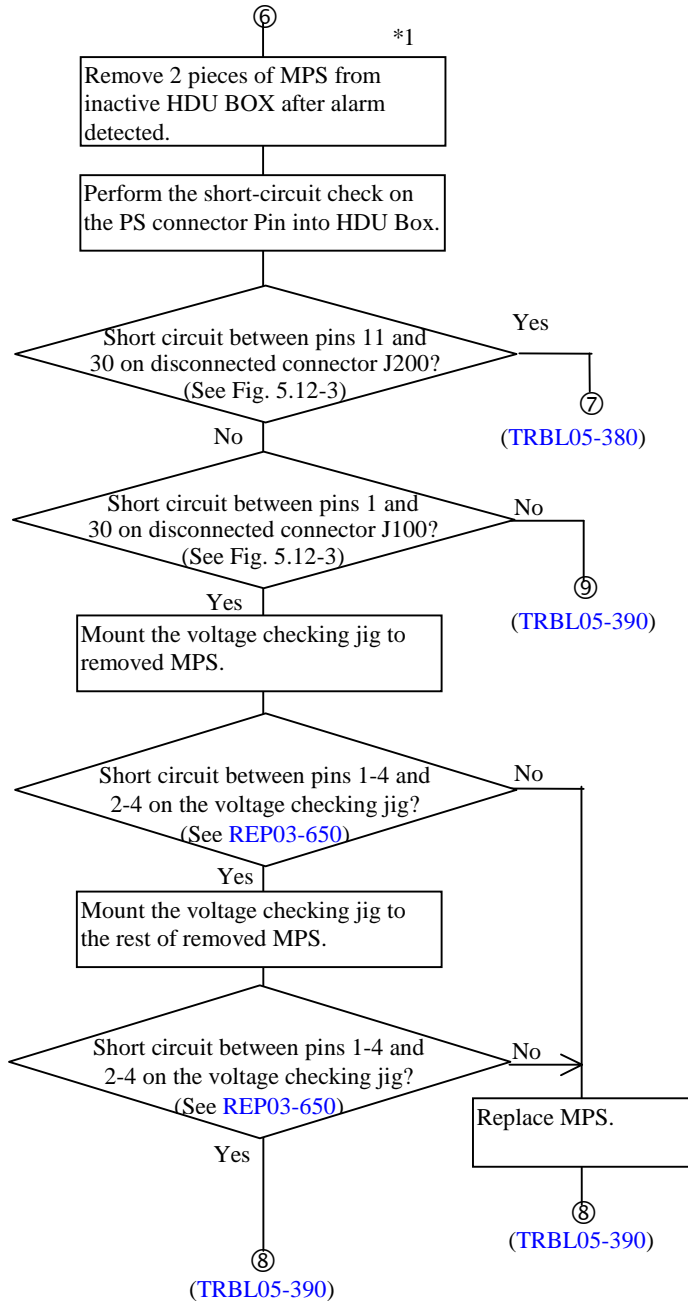 ⑥
*1
Remove 2 pieces of MPS from
inactive HDU BOX after alarm
detected.
Perform the short-circuit check on
the PS connector Pin into HDU Box.
Short circuit between pins 11 and
30 on disconnected connector J200?
(See Fig. 5.12-3)
Yes
⑦
(TRBL05-380)
No
Short circuit between pins 1 and
30 on disconnected connector J100?
(See Fig. 5.12-3)
No
⑨
(TRBL05-390)
Yes
Mount the voltage checking jig to
removed MPS.
Short circuit between pins 1-4 and
2-4 on the voltage checking jig?
(See REP03-650)
No
Yes
Mount the voltage checking jig to
the rest of removed MPS.
Short circuit between pins 1-4 and
2-4 on the voltage checking jig?
(See REP03-650)
No
Replace MPS.
Yes
⑧
(TRBL05-390)
⑧
(TRBL05-390)